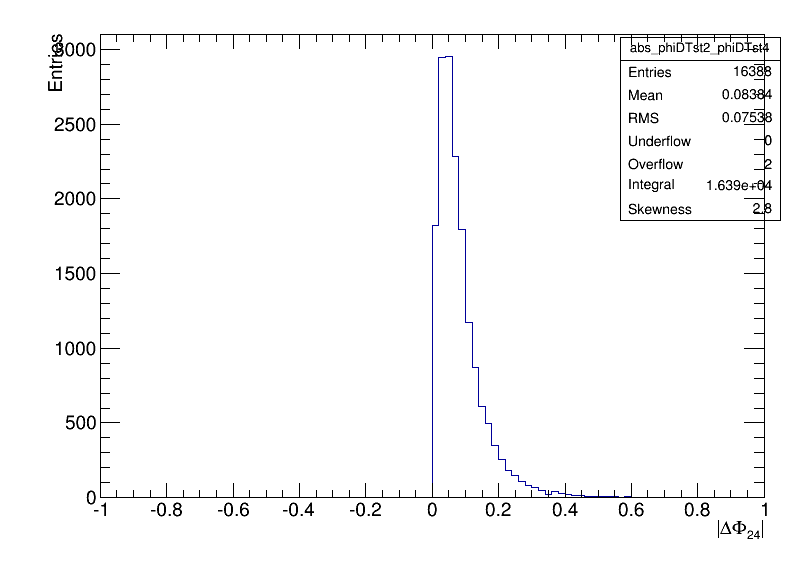 Entries
3000
2500
2000
1500
1000
500
0
abs_phiDTst2_phiDTst4
Entries 16388
Mean 0.08384
RMS 0.07538
Underflow 0
Overflow 2
Integral 1.639e+04
Skewness 2.8
-1 -0.8 -0.6 -0.4 -0.2 0 0.2 0.4 0.6 0.8 1
|ΔΦ24|